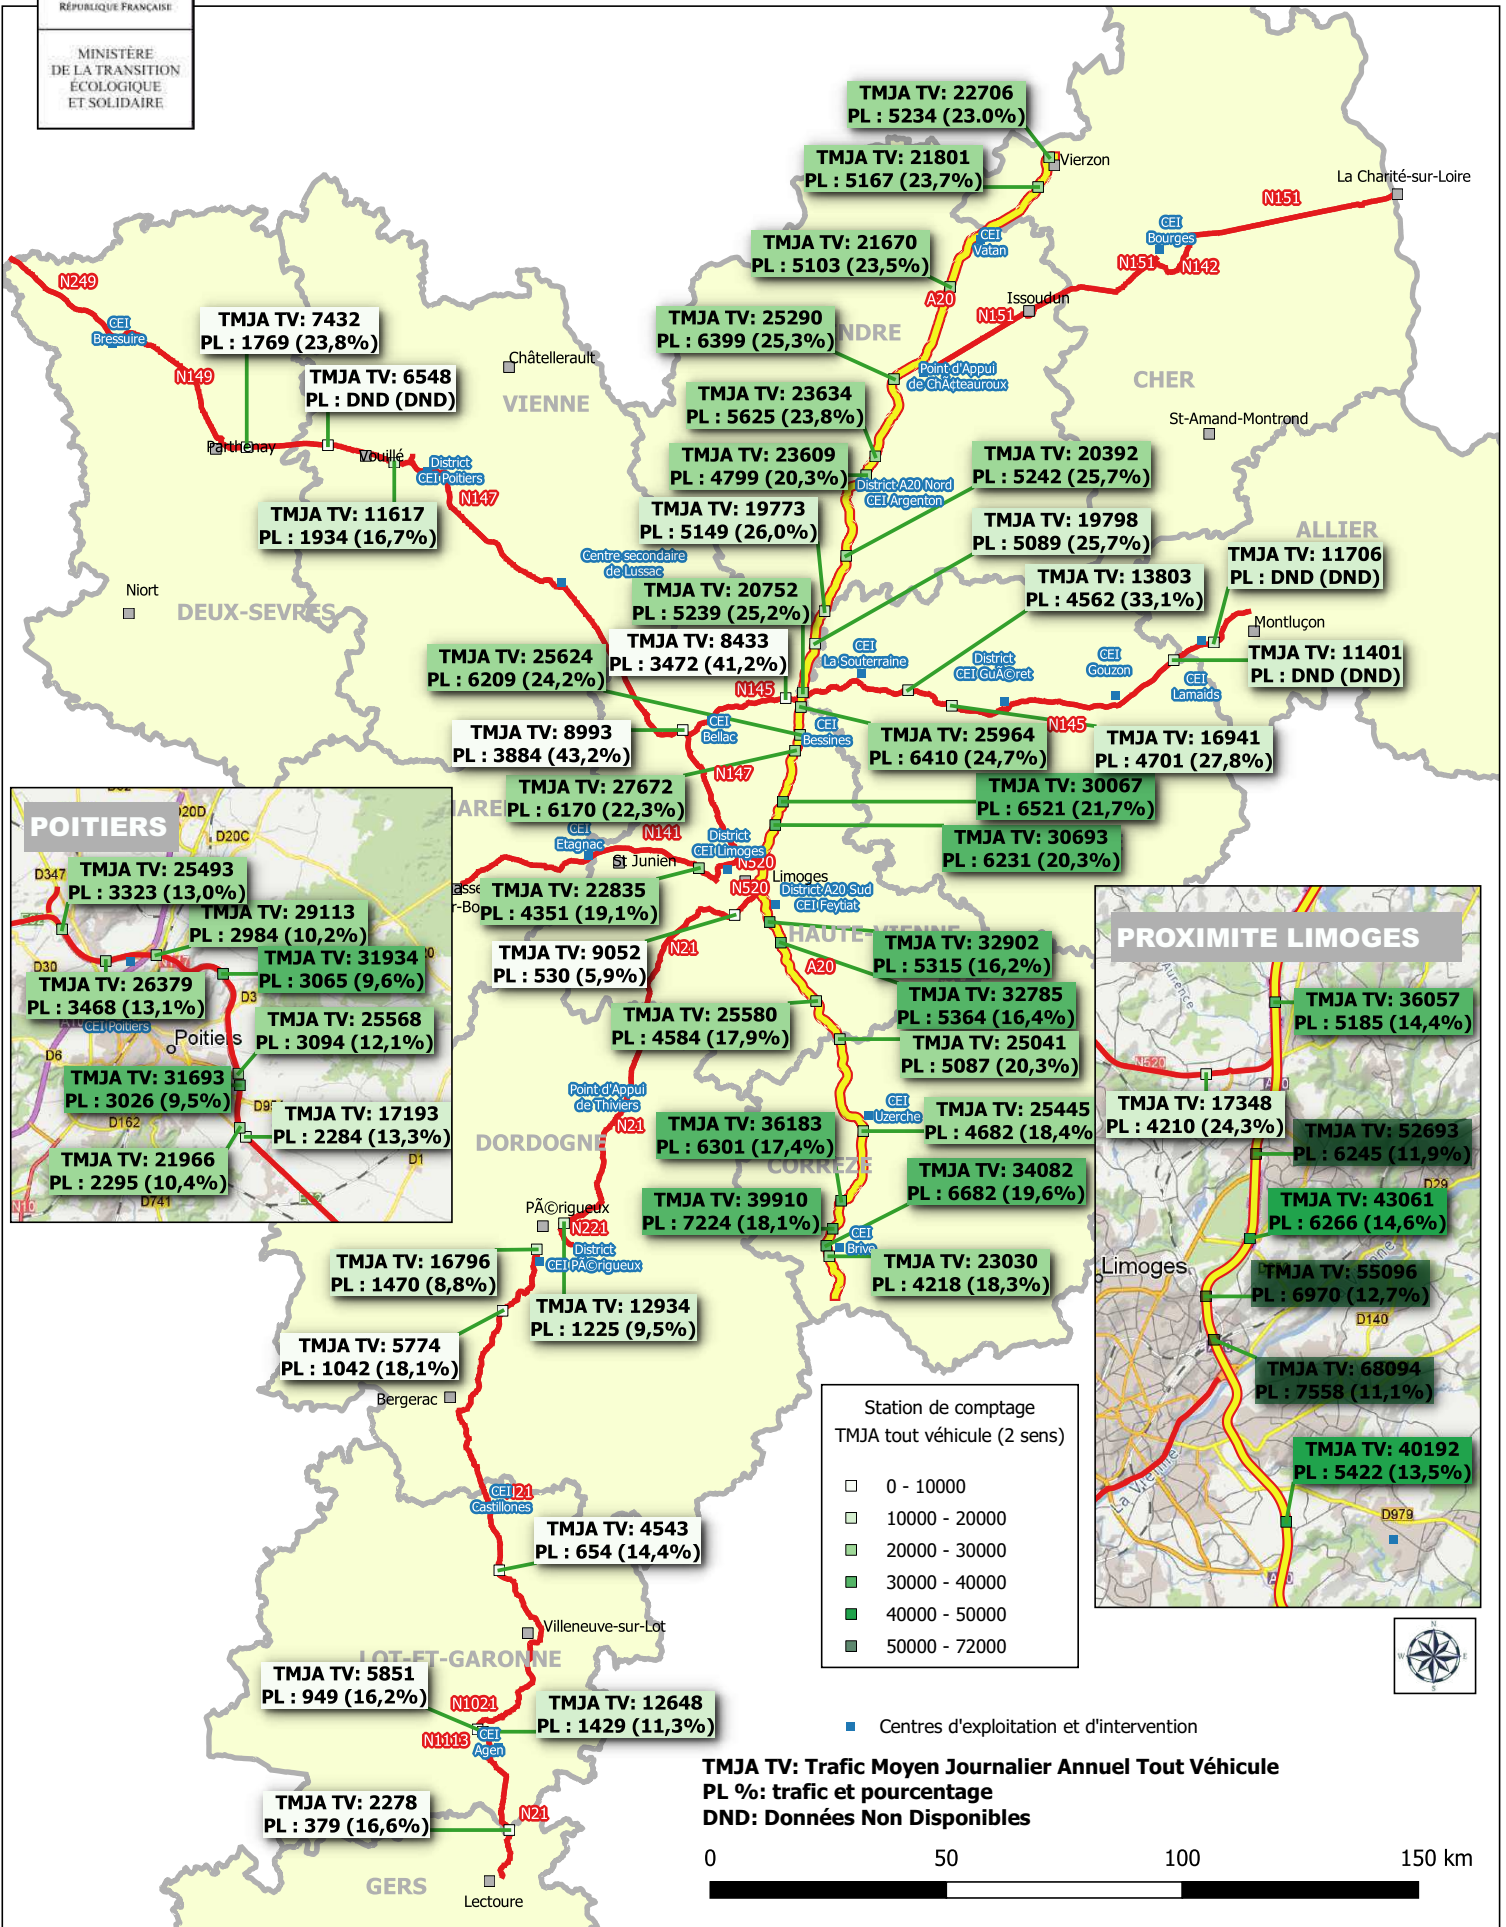 RÉPUBLIQUE FRANÇAISE
MINISTÈRE
DE LA TRANSITION
ÉCOLOGIQUE
ET SOLIDAIRE
TMJA TV: 22706
PL : 5234 (23.0%)
Vierzon
TMJA TV: 21801
PL : 5167 (23,7%)
La Charité-sur-Loire
N151
CEI
Bourges
N151
N142
CEI
Vatan
TMJA TV: 21670
PL : 5103 (23,5%)
A20
Issoudun
N151
N249
CEI
Bressuire
N149
TMJA TV: 7432
PL : 1769 (23,8%)
TMJA TV: 6548
PL : DND (DND)
Châtellerault
VIENNE
TMJA TV: 25290
PL : 6399 (25,3%)
NDRE
Point d'Appui
de ChÃ¢teauroux
CHER
St-Amand-Montrond
TMJA TV: 23634
PL : 5625 (23,8%)
Parthenay
Vouillé
District
CEI Poitiers
N147
TMJA TV: 23609
PL : 4799 (20,3%)
District A20 Nord
CEI Argenton
TMJA TV: 20392
PL : 5242 (25,7%)
TMJA TV: 11617
PL : 1934 (16,7%)
TMJA TV: 19773
PL : 5149 (26,0%)
TMJA TV: 19798
PL : 5089 (25,7%)
ALLIER
TMJA TV: 11706
PL : DND (DND)
Centre secondaire
de Lussac
TMJA TV: 13803
PL : 4562 (33,1%)
Niort
DEUX-SEVRES
TMJA TV: 20752
PL : 5239 (25,2%)
Montluçon
TMJA TV: 8433
PL : 3472 (41,2%)
TMJA TV: 25624
PL : 6209 (24,2%)
CEI
La Souterraine
District
CEI GuÃ©ret
CEI
Gouzon
CEI
Lamaids
TMJA TV: 11401
PL : DND (DND)
N145
N145
TMJA TV: 8993
PL : 3884 (43,2%)
CEI
Bellac
CEI
Bessines
TMJA TV: 25964
PL : 6410 (24,7%)
TMJA TV: 16941
PL : 4701 (27,8%)
N147
TMJA TV: 27672
PL : 6170 (22,3%)
TMJA TV: 30067
PL : 6521 (21,7%)
TMJA TV: 30693
PL : 6231 (20,3%)
CEI
Etagnac
N141
St Junien
District
CEI Limoges
N520
N520
Limoges
TMJA TV: 22835
PL : 4351 (19,1%)
District A20 Sud
CEI Feytiat
TMJA TV: 9052
PL : 530 (5,9%)
N21
HAUTE-VIENNE
A20
TMJA TV: 32902
PL : 5315 (16,2%)
TMJA TV: 32785
PL : 5364 (16,4%)
TMJA TV: 25580
PL : 4584 (17,9%)
TMJA TV: 25041
PL : 5087 (20,3%)
Point d'Appui
de Thiviers
N21
CEI
Uzerche
TMJA TV: 25445
PL : 4682 (18,4%
DORDOGNE
TMJA TV: 36183
PL : 6301 (17,4%)
CORREZE
TMJA TV: 34082
PL : 6682 (19,6%)
TMJA TV: 39910
PL : 7224 (18,1%)
CEI
Brive
TMJA TV: 23030
PL : 4218 (18,3%)
PÃ©rigueux
N221
District
CEI PÃ©rigueux
TMJA TV: 16796
PL : 1470 (8,8%)
TMJA TV: 12934
PL : 1225 (9,5%)
TMJA TV: 5774
PL : 1042 (18,1%)
Bergerac
CEI
Castillones
TMJA TV: 4543
PL : 654 (14,4%)
Villeneuve-sur-Lot
LOT-ET-GARONNE
TMJA TV: 5851
PL : 949 (16,2%)
N1021
N1113
CEI
Agen
TMJA TV: 12648
PL : 1429 (11,3%)
TMJA TV: 2278
PL : 379 (16,6%)
N21
GERS
Lectoure
POITIERS
D20D
D20C
D347
TMJA TV: 25493
PL : 3323 (13,0%)
TMJA TV: 29113
PL : 2984 (10,2%)
D30
TMJA TV: 31934
PL : 3065 (9,6%)
TMJA TV: 26379
PL : 3468 (13,1%)
CEI Poitiers
Poitiers
D6
TMJA TV: 25568
PL : 3094 (12,1%)
TMJA TV: 31693
PL : 3026 (9,5%)
D162
TMJA TV: 17193
PL : 2284 (13,3%)
TMJA TV: 21966
PL : 2295 (10,4%)
D1
D741
N10
PROXIMITE LIMOGES
Aurence
TMJA TV: 36057
PL : 5185 (14,4%)
N520
TMJA TV: 17348
PL : 4210 (24,3%)
TMJA TV: 52693
PL : 6245 (11,9%)
D29
TMJA TV: 43061
PL : 6266 (14,6%)
Limoges
TMJA TV: 55096
PL : 6970 (12,7%)
D140
TMJA TV: 68094
PL : 7558 (11,1%)
TMJA TV: 40192
PL : 5422 (13,5%)
La Vienne
D979
Station de comptage
TMJA tout véhicule (2 sens)
0 - 10000
10000 - 20000
20000 - 30000
30000 - 40000
40000 - 50000
50000 - 72000
N
W E
S
Centres d'exploitation et d'intervention
TMJA TV: Trafic Moyen Journalier Annuel Tout Véhicule
PL %: trafic et pourcentage
DND: Données Non Disponibles
0 50 100 150 km